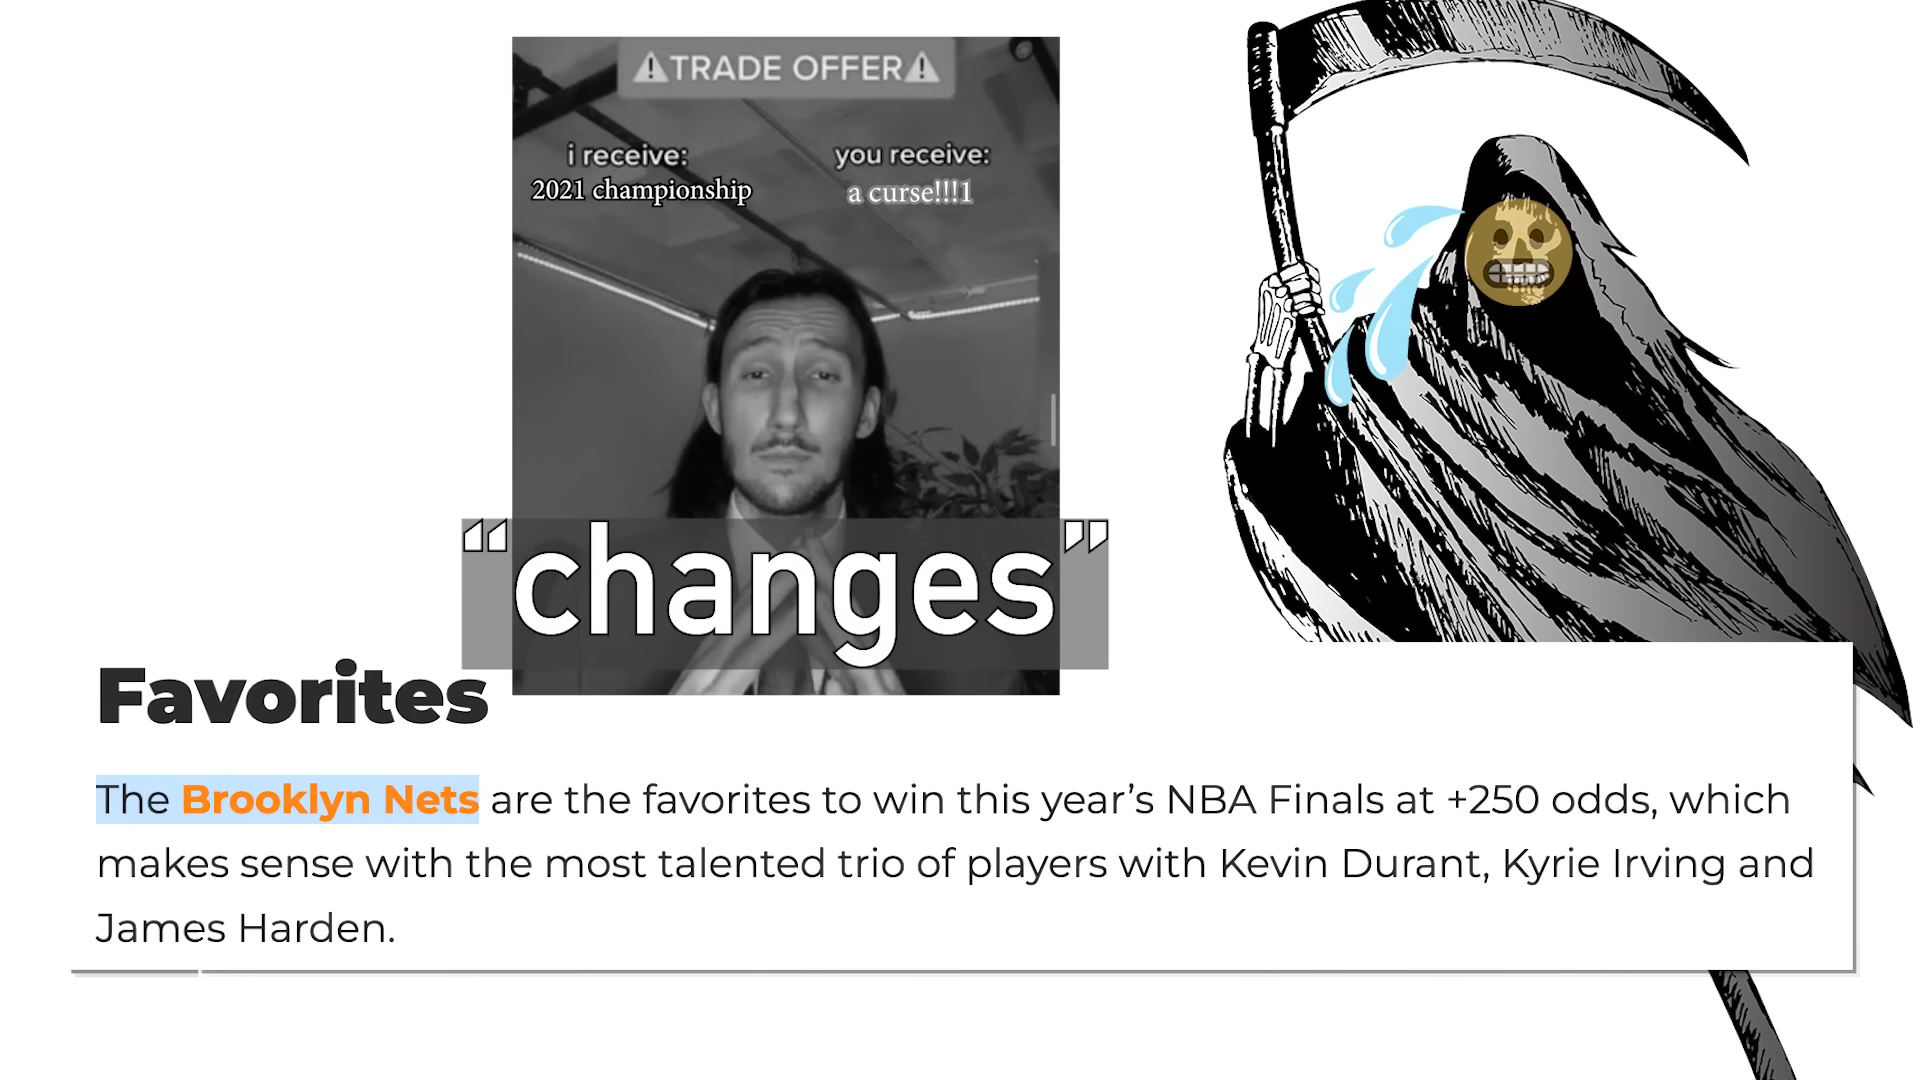 ⚠TRADE OFFER⚠
i receive:
2021 championship
you receive:
a curse!!!1
“changes”
Favorites
The Brooklyn Nets are the favorites to win this year’s NBA Finals at +250 odds, which
makes sense with the most talented trio of players with Kevin Durant, Kyrie Irving and
James Harden.